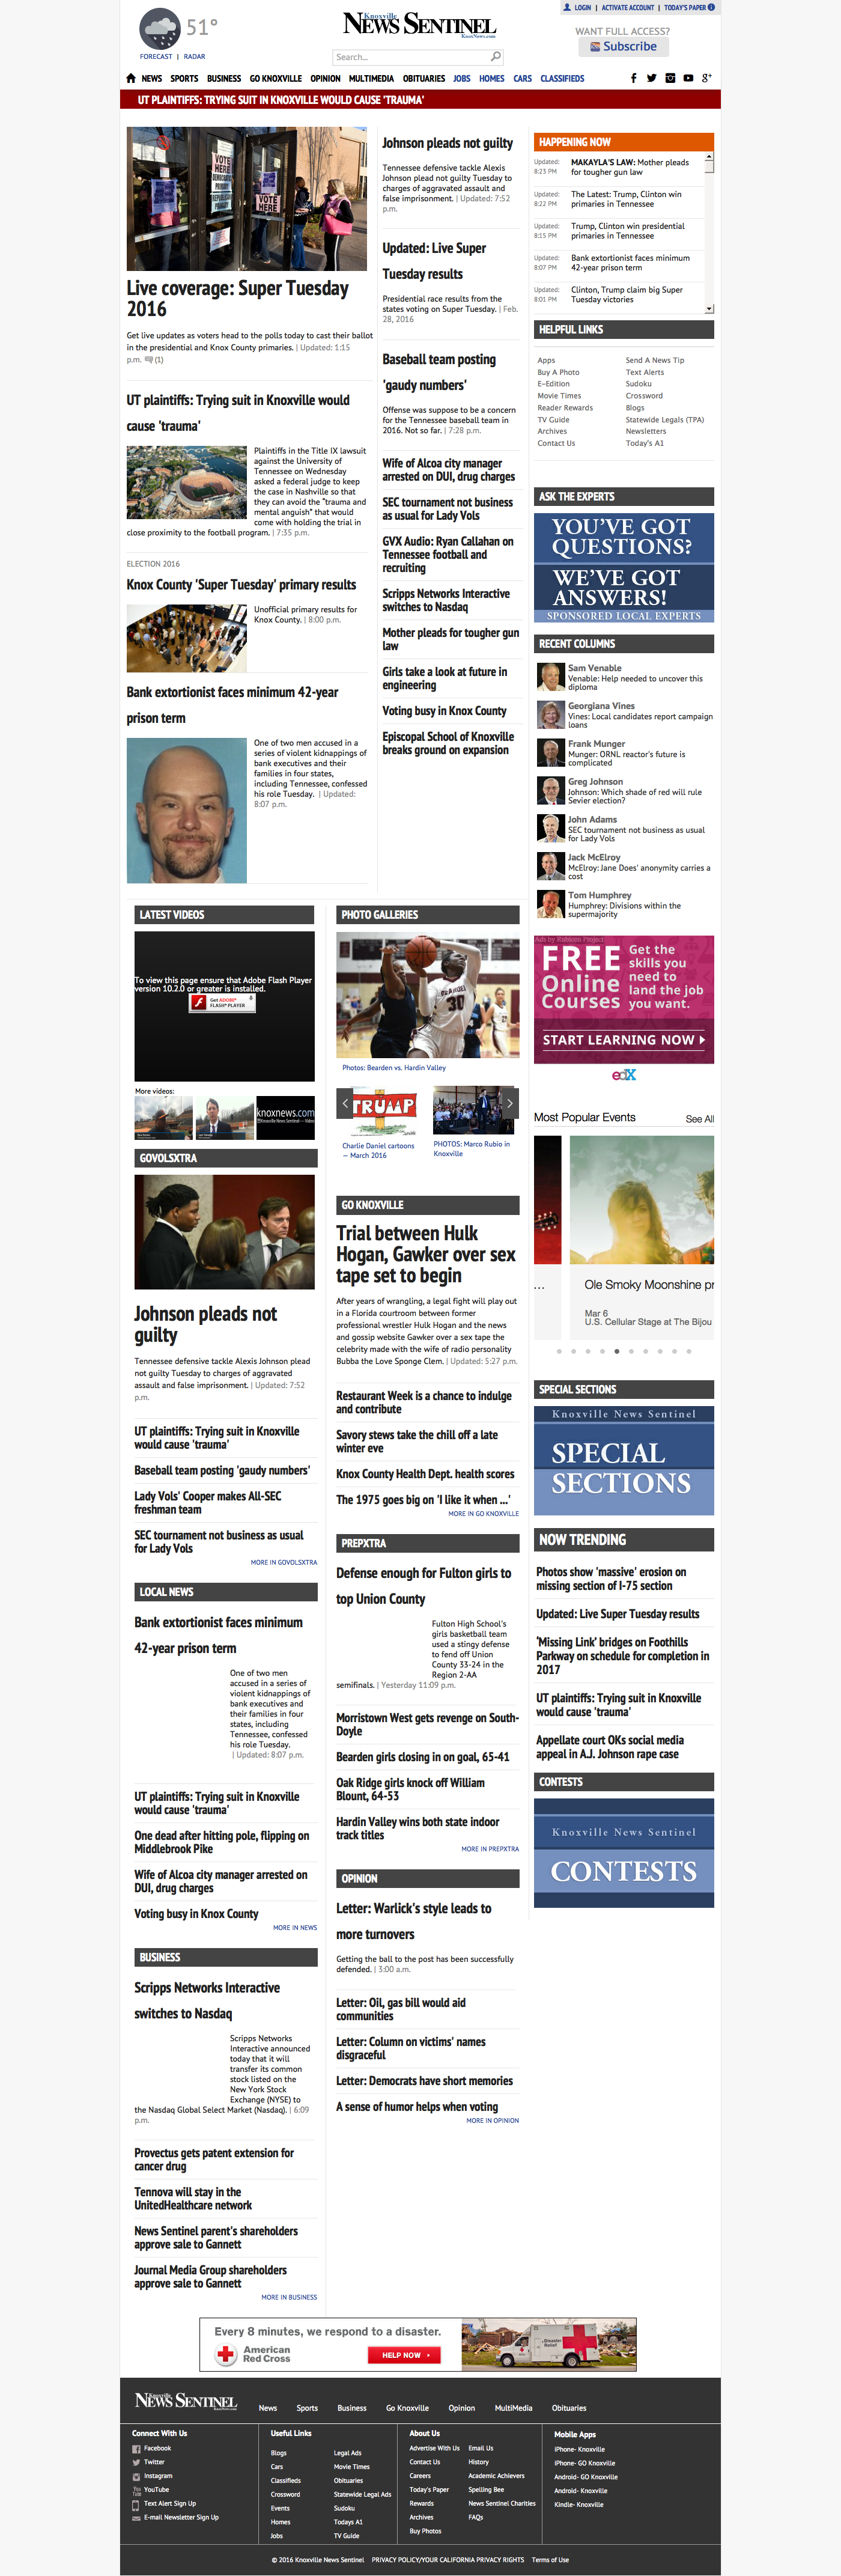 LOGIN | ACTIVATE ACCOUNT | TODAY'S PAPER
51°
FORECAST | RADAR
Knoxville
NEWS SENTINEL
KnoxNews.com
Search...
WANT FULL ACCESS?
Subscribe
NEWS SPORTS BUSINESS GO KNOXVILLE OPINION MULTIMEDIA OBITUARIES JOBS HOMES CARS CLASSIFIEDS
UT PLAINTIFFS: TRYING SUIT IN KNOXVILLE WOULD CAUSE 'TRAUMA'
VOTE HERE
VOTE HERE
Live coverage: Super Tuesday
2016
Get live updates as voters head to the polls today to cast their ballot
in the presidential and Knox County primaries. | Updated: 1:15
p.m. (1)
UT plaintiffs: Trying suit in Knoxville would
cause 'trauma'
Plaintiffs in the Title IX lawsuit
against the University of
Tennessee on Wednesday
asked a federal judge to keep
the case in Nashville so that
they can avoid the "trauma and
mental anguish" that would
come with holding the trial in
close proximity to the football program. | 7:35 p.m.
ELECTION 2016
Knox County 'Super Tuesday' primary results
Unofficial primary results for
Knox County. | 8:00 p.m.
Bank extortionist faces minimum 42-year
prison term
One of two men accused in a
series of violent kidnappings of
bank executives and their
families in four states,
including Tennessee, confessed
his role Tuesday. | Updated:
8:07 p.m.
Johnson pleads not guilty
Tennessee defensive tackle Alexis
Johnson plead not guilty Tuesday to
charges of aggravated assault and
false imprisonment. | Updated: 7:52
p.m.
Updated: Live Super
Tuesday results
Presidential race results from the
states voting on Super Tuesday. | Feb.
28, 2016
Baseball team posting
'gaudy numbers'
Offense was suppose to be a concern
for the Tennessee baseball team in
2016. Not so far. | 7:28 p.m.
Wife of Alcoa city manager
arrested on DUI, drug charges
SEC tournament not business
as usual for Lady Vols
GVX Audio: Ryan Callahan on
Tennessee football and
recruiting
Scripps Networks Interactive
switches to Nasdaq
Mother pleads for tougher gun
law
Girls take a look at future in
engineering
Voting busy in Knox County
Episcopal School of Knoxville
breaks ground on expansion
HAPPENING NOW
Updated: MAKAYLA'S LAW: Mother pleads
8:23 PM for tougher gun law
Updated: The Latest: Trump, Clinton win
8:22 PM primaries in Tennessee
Updated: Trump, Clinton win presidential
8:15 PM primaries in Tennessee
Updated: Bank extortionist faces minimum
8:07 PM 42-year prison term
Updated: Clinton, Trump claim big Super
8:01 PM Tuesday victories
HELPFUL LINKS
Apps Send A News Tip
Buy A Photo Text Alerts
E-Edition Sudoku
Movie Times Crossword
Reader Rewards Blogs
TV Guide Statewide Legals (TPA)
Archives Newsletters
Contact Us Today's A1
ASK THE EXPERTS
YOU'VE GOT
QUESTIONS?
WE'VE GOT
ANSWERS!
SPONSORED LOCAL EXPERTS
RECENT COLUMNS
Sam Venable
Venable: Help needed to uncover this
diploma
Georgiana Vines
Vines: Local candidates report campaign
loans
Frank Munger
Munger: ORNL reactor's future is
complicated
Greg Johnson
Johnson: Which shade of red will rule
Sevier election?
John Adams
SEC tournament not business as usual
for Lady Vols
Jack McElroy
McElroy: Jane Does' anonymity carries a
cost
Tom Humphrey
Humphrey: Divisions within the
supermajority
Ads by Rubicon Project
FREE
Online
Courses
Get the
skills you
need to
land the job
you want.
START LEARNING NOW >
edX
Most Popular Events See All
...
Ole Smoky Moonshine pr
Mar 6
U.S. Cellular Stage at The Bijou
SPECIAL SECTIONS
Knoxville News Sentinel
SPECIAL
SECTIONS
NOW TRENDING
Photos show 'massive' erosion on
missing section of I-75 section
Updated: Live Super Tuesday results
'Missing Link' bridges on Foothills
Parkway on schedule for completion in
2017
UT plaintiffs: Trying suit in Knoxville
would cause 'trauma'
Appellate court OKs social media
appeal in A.J. Johnson rape case
CONTESTS
Knoxville News Sentinel
CONTESTS
LATEST VIDEOS
To view this page ensure that Adobe Flash Player
version 10.2.0 or greater is installed.
Get ADOBE
FLASH PLAYER
More videos:
knoxnews.com
GOVOLSXTRA
Johnson pleads not
guilty
Tennessee defensive tackle Alexis Johnson plead
not guilty Tuesday to charges of aggravated
assault and false imprisonment. | Updated: 7:52
p.m.
UT plaintiffs: Trying suit in Knoxville
would cause 'trauma'
Baseball team posting 'gaudy numbers'
Lady Vols' Cooper makes All-SEC
freshman team
SEC tournament not business as usual
for Lady Vols
MORE IN GOVOLSXTRA
LOCAL NEWS
Bank extortionist faces minimum
42-year prison term
One of two men
accused in a series of
violent kidnappings of
bank executives and
their families in four
states, including
Tennessee, confessed
his role Tuesday.
| Updated: 8:07 p.m.
UT plaintiffs: Trying suit in Knoxville
would cause 'trauma'
One dead after hitting pole, flipping on
Middlebrook Pike
Wife of Alcoa city manager arrested on
DUI, drug charges
Voting busy in Knox County
MORE IN NEWS
BUSINESS
Scripps Networks Interactive
switches to Nasdaq
Scripps Networks
Interactive announced
today that it will
transfer its common
stock listed on the
New York Stock
Exchange (NYSE) to
the Nasdaq Global Select Market (Nasdaq). | 6:09
p.m.
Provectus gets patent extension for
cancer drug
Tennova will stay in the
UnitedHealthcare network
News Sentinel parent's shareholders
approve sale to Gannett
Journal Media Group shareholders
approve sale to Gannett
MORE IN BUSINESS
PHOTO GALLERIES
30
Photos: Bearden vs. Hardin Valley
TRUMP
Charlie Daniel cartoons
— March 2016
PHOTOS: Marco Rubio in
Knoxville
GO KNOXVILLE
Trial between Hulk
Hogan, Gawker over sex
tape set to begin
After years of wrangling, a legal fight will play out
in a Florida courtroom between former
professional wrestler Hulk Hogan and the news
and gossip website Gawker over a sex tape the
celebrity made with the wife of radio personality
Bubba the Love Sponge Clem. | Updated: 5:27 p.m.
Restaurant Week is a chance to indulge
and contribute
Savory stews take the chill off a late
winter eve
Knox County Health Dept. health scores
The 1975 goes big on 'I like it when ...'
MORE IN GO KNOXVILLE
PREPXTRA
Defense enough for Fulton girls to
top Union County
Fulton High School's
girls basketball team
used a stingy defense
to fend off Union
County 33-24 in the
Region 2-AA
semifinals. | Yesterday 11:09 p.m.
Morristown West gets revenge on South-
Doyle
Bearden girls closing in on goal, 65-41
Oak Ridge girls knock off William
Blount, 64-53
Hardin Valley wins both state indoor
track titles
MORE IN PREPXTRA
OPINION
Letter: Warlick's style leads to
more turnovers
Getting the ball to the post has been successfully
defended. | 3:00 a.m.
Letter: Oil, gas bill would aid
communities
Letter: Column on victims' names
disgraceful
Letter: Democrats have short memories
A sense of humor helps when voting
MORE IN OPINION
Every 8 minutes, we respond to a disaster.
American
Red Cross
HELP NOW
Disaster
Relief
Knoxville
NEWS SENTINEL
KnoxNews.com
News Sports Business Go Knoxville Opinion MultiMedia Obituaries
Connect With Us
Facebook
Twitter
Instagram
YouTube
Text Alert Sign Up
E-mail Newsletter Sign Up
Useful Links
Blogs Legal Ads
Cars Movie Times
Classifieds Obituaries
Crossword Statewide Legal Ads
Events Sudoku
Homes Todays A1
Jobs TV Guide
About Us
Advertise With Us Email Us
Contact Us History
Careers Academic Achievers
Today's Paper Spelling Bee
Rewards News Sentinel Charities
Archives FAQs
Buy Photos
Mobile Apps
iPhone- Knoxville
iPhone- GO Knoxville
Android- GO Knoxville
Android- Knoxville
Kindle- Knoxville
© 2016 Knoxville News Sentinel PRIVACY POLICY/YOUR CALIFORNIA PRIVACY RIGHTS Terms of Use